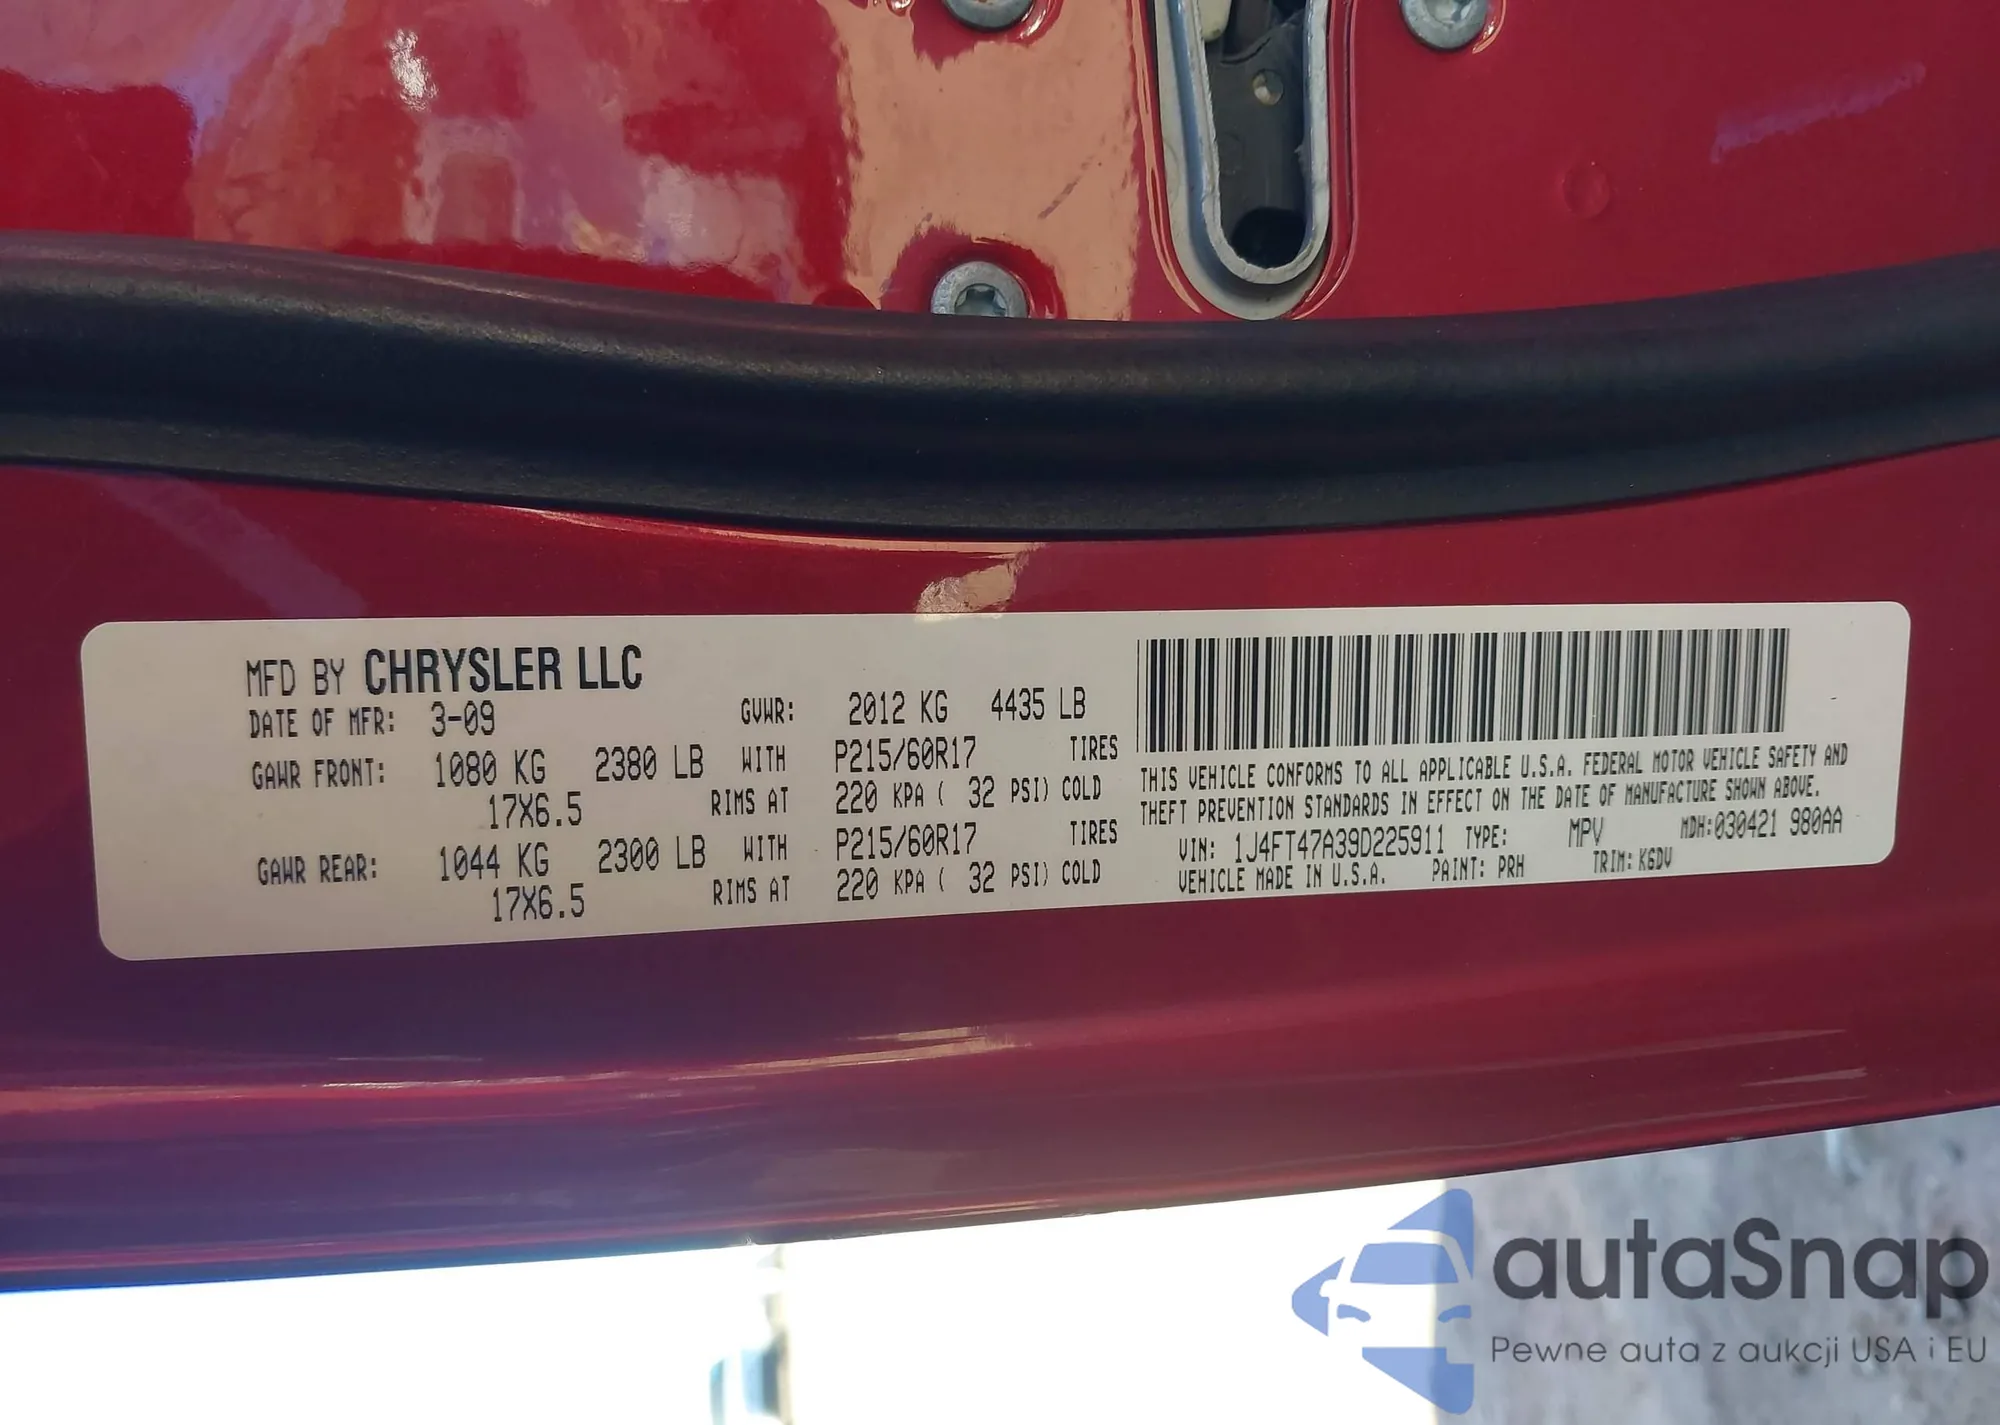 MFD BY CHRYSLER LLC
DATE OF MFR: 3-09 GVWR: 2012 KG 4435 LB
GAWR FRONT: 1080 KG 2380 LB WITH P215/60R17 TIRES
17X6.5 RIMS AT 220 KPA ( 32 PSI) COLD
GAWR REAR: 1044 KG 2300 LB WITH P215/60R17 TIRES
17X6.5 RIMS AT 220 KPA ( 32 PSI) COLD
THIS VEHICLE CONFORMS TO ALL APPLICABLE U.S.A. FEDERAL MOTOR VEHICLE SAFETY AND
THEFT PREVENTION STANDARDS IN EFFECT ON THE DATE OF MANUFACTURE SHOWN ABOVE.
VIN: 1J4FT47A39D225911 TYPE: MPV MDH:030421 980AA
VEHICLE MADE IN U.S.A. PAINT: PRH TRIM: K6DV
autaSnap
Pewne auta z aukcji USA i EU